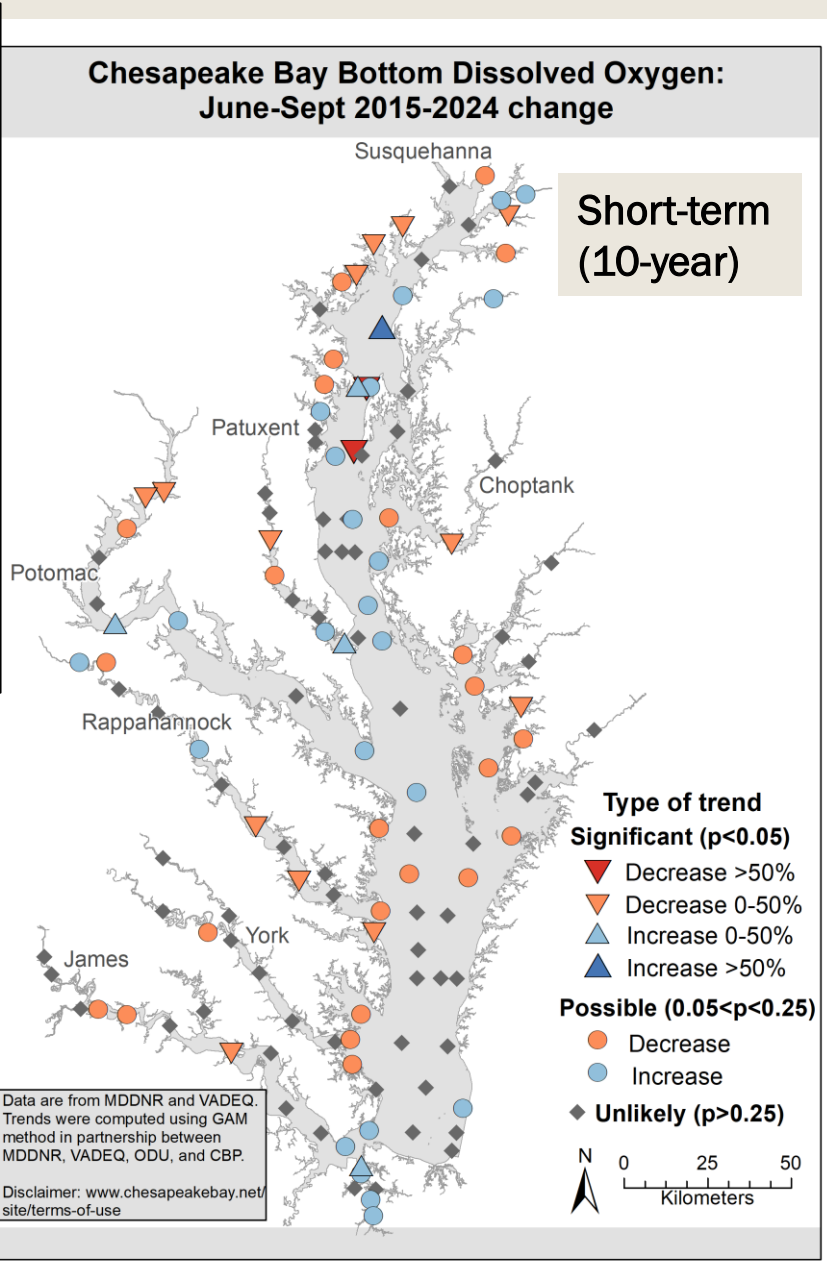 Chesapeake Bay Bottom Dissolved Oxygen:
June-Sept 2015-2024 change
Susquehanna
Short-term
(10-year)
Patuxent
Choptank
Potomac
Rappahannock
York
James
Type of trend
Significant (p<0.05)
Decrease >50%
Decrease 0-50%
Increase 0-50%
Increase >50%
Possible (0.05<p<0.25)
Decrease
Increase
Unlikely (p>0.25)
N
0 25 50
Kilometers
Data are from MDDNR and VADEQ.
Trends were computed using GAM
method in partnership between
MDDNR, VADEQ, ODU, and CBP.
Disclaimer: www.chesapeakebay.net/
site/terms-of-use